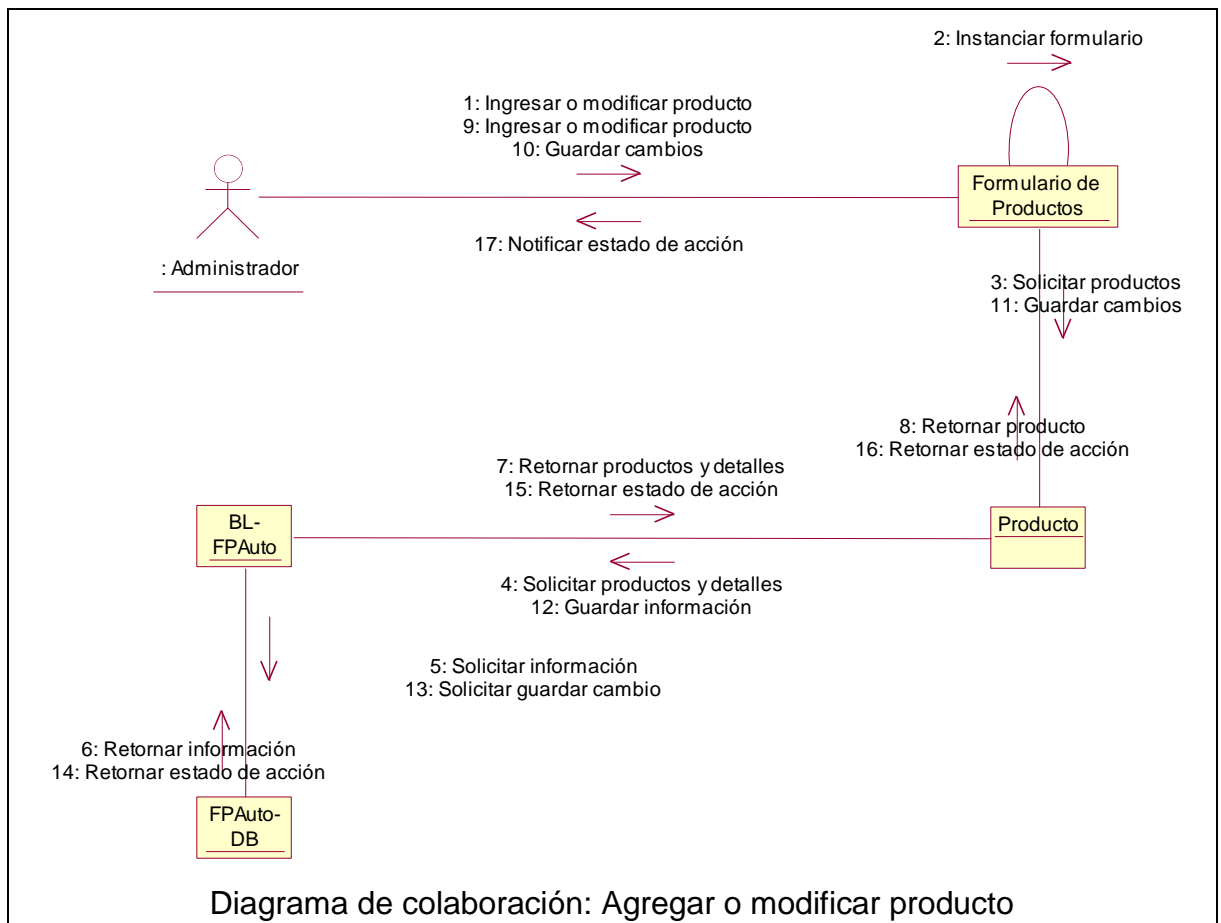 2: Instanciar formulario
1: Ingresar o modificar producto
9: Ingresar o modificar producto
10: Guardar cambios
Formulario de
Productos
17: Notificar estado de acción
: Administrador
3: Solicitar productos
11: Guardar cambios
8: Retornar producto
16: Retornar estado de acción
7: Retornar productos y detalles
15: Retornar estado de acción
BL-
FPAuto
Producto
4: Solicitar productos y detalles
12: Guardar información
5: Solicitar información
13: Solicitar guardar cambio
6: Retornar información
14: Retornar estado de acción
FPAuto-
DB
Diagrama de colaboración: Agregar o modificar producto